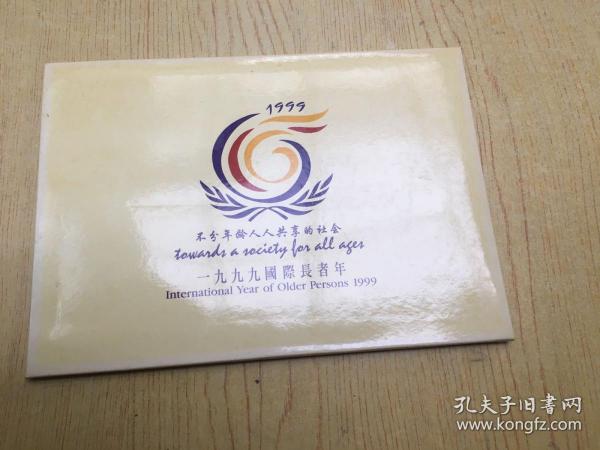 1999
不分年齡人人共享的社会
towards a society for all ages
一九九九國際長者年
International Year of Older Persons 1999
孔夫子旧書网
www.kongfz.com